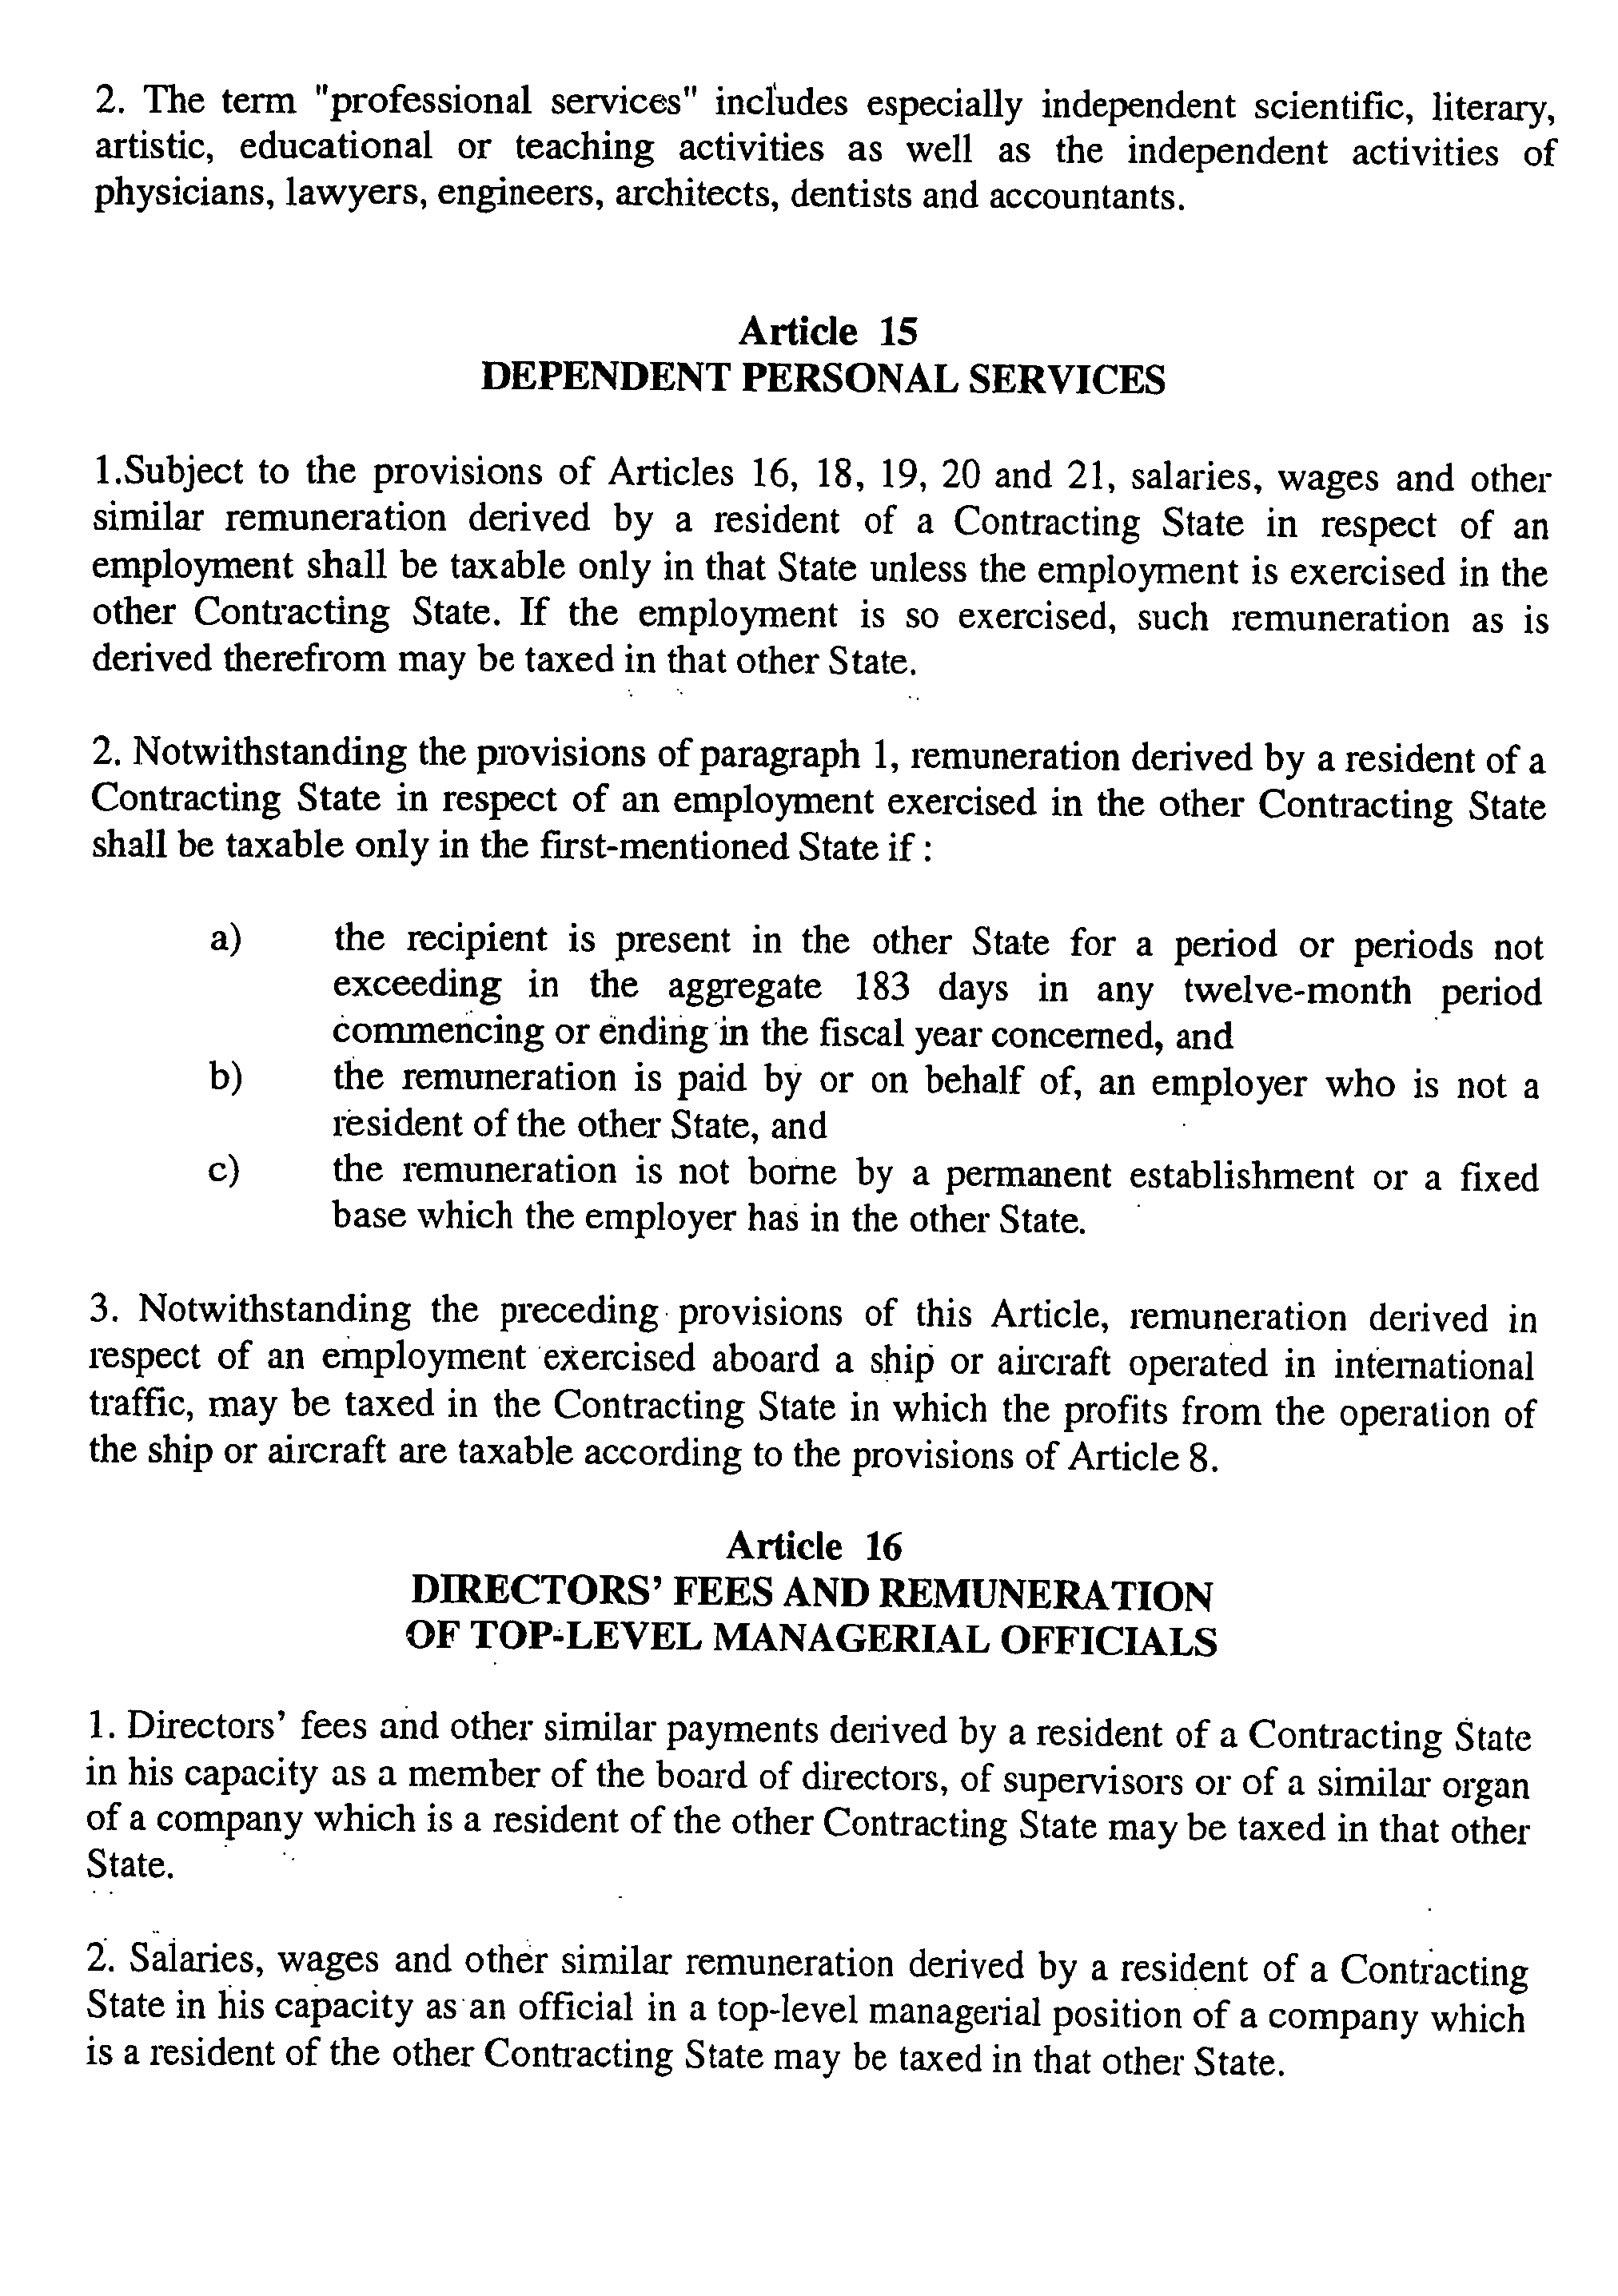 2. The term "professional services" includes especially independent scientific, literary,
artistic, educational or teaching activities as well as the independent activities of
physicians, lawyers, engineers, architects, dentists and accountants.
Article 15
DEPENDENT PERSONAL SERVICES
1.Subject to the provisions of Articles 16, 18, 19, 20 and 21, salaries, wages and other
similar remuneration derived by a resident of a Contracting State in respect of an
employment shall be taxable only in that State unless the employment is exercised in the
other Contracting State. If the employment is so exercised, such remuneration as is
derived therefrom may be taxed in that other State.
2. Notwithstanding the provisions of paragraph 1, remuneration derived by a resident of a
Contracting State in respect of an employment exercised in the other Contracting State
shall be taxable only in the first-mentioned State if :
a) the recipient is present in the other State for a period or periods not
exceeding in the aggregate 183 days in any twelve-month period
commencing or ending in the fiscal year concerned, and
b) the remuneration is paid by or on behalf of, an employer who is not a
resident of the other State, and
c) the remuneration is not borne by a permanent establishment or a fixed
base which the employer has in the other State.
3. Notwithstanding the preceding provisions of this Article, remuneration derived in
respect of an employment exercised aboard a ship or aircraft operated in international
traffic, may be taxed in the Contracting State in which the profits from the operation of
the ship or aircraft are taxable according to the provisions of Article 8.
Article 16
DIRECTORS' FEES AND REMUNERATION
OF TOP-LEVEL MANAGERIAL OFFICIALS
1. Directors' fees and other similar payments derived by a resident of a Contracting State
in his capacity as a member of the board of directors, of supervisors or of a similar organ
of a company which is a resident of the other Contracting State may be taxed in that other
State.
2. Salaries, wages and other similar remuneration derived by a resident of a Contracting
State in his capacity as an official in a top-level managerial position of a company which
is a resident of the other Contracting State may be taxed in that other State.